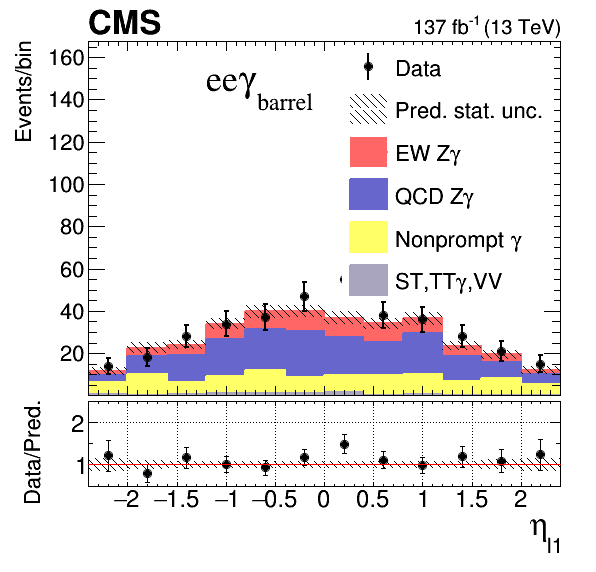 CMS 137 fb⁻¹ (13 TeV)
Events/bin
160
140
120
100
80
60
40
20
eeγ_barrel
Data
Pred. stat. unc.
EW Zγ
QCD Zγ
Nonprompt γ
ST,TTγ,VV
Data/Pred.
2
1
−2 −1.5 −1 −0.5 0 0.5 1 1.5 2
η_l1